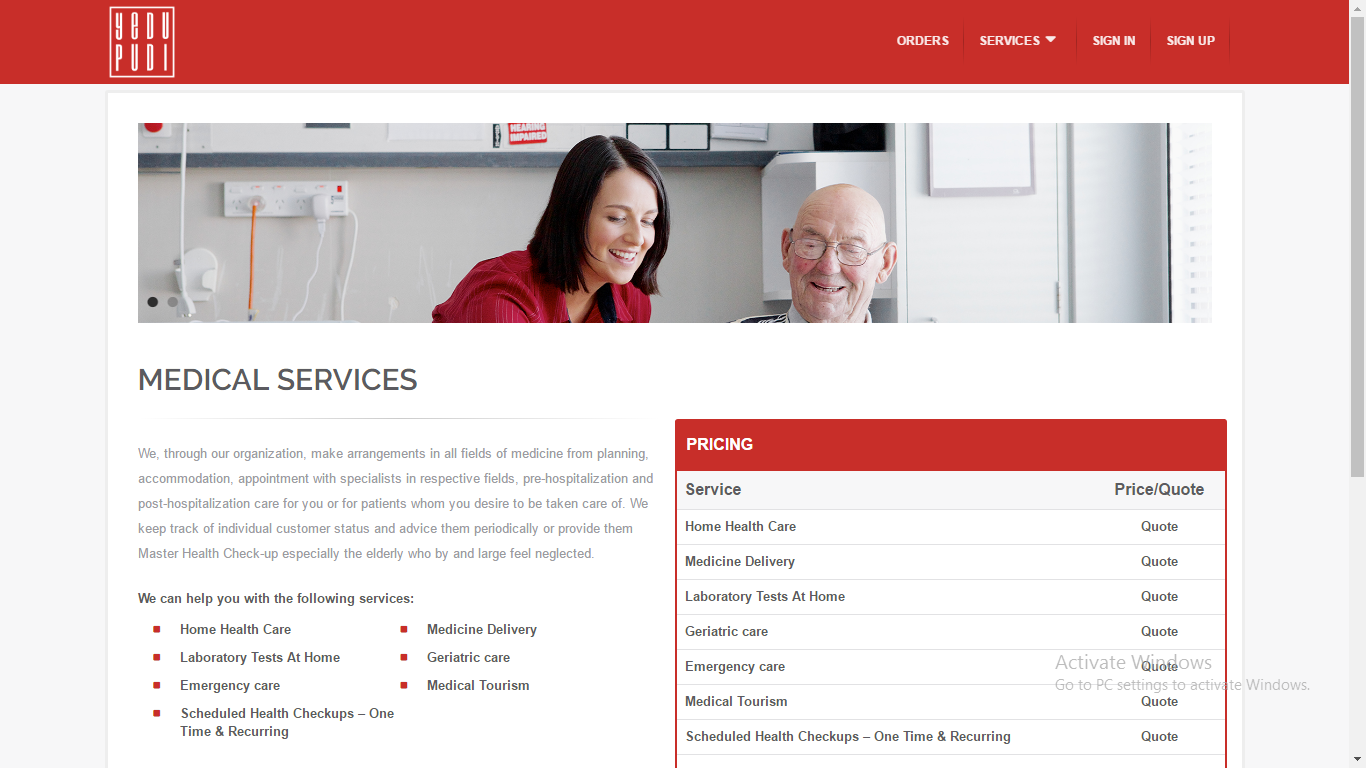 YEDU
PUDI
ORDERS
SERVICES
SIGN IN
SIGN UP
HEARING
IMPAIRED
MEDICAL SERVICES
We, through our organization, make arrangements in all fields of medicine from planning,
accommodation, appointment with specialists in respective fields, pre-hospitalization and
post-hospitalization care for you or for patients whom you desire to be taken care of. We
keep track of individual customer status and advice them periodically or provide them
Master Health Check-up especially the elderly who by and large feel neglected.
We can help you with the following services:
Home Health Care
Medicine Delivery
Laboratory Tests At Home
Geriatric care
Emergency care
Medical Tourism
Scheduled Health Checkups – One
Time & Recurring
PRICING
Service Price/Quote
Home Health Care Quote
Medicine Delivery Quote
Laboratory Tests At Home Quote
Geriatric care Quote
Emergency care Quote
Medical Tourism Quote
Scheduled Health Checkups – One Time & Recurring Quote
Activate Windows
Go to PC settings to activate Windows.